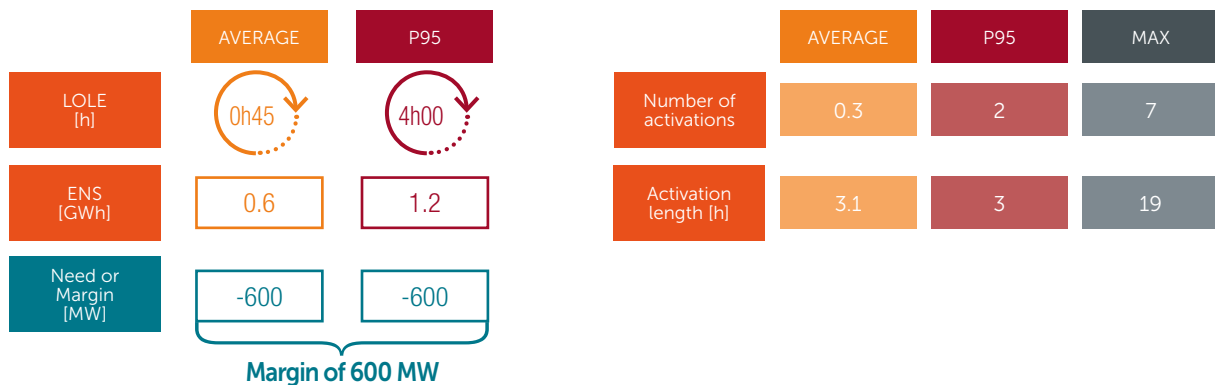 AVERAGE
P95
LOLE
[h]
0h45
4h00
ENS
[GWh]
0.6
1.2
Need or
Margin
[MW]
-600
-600
Margin of 600 MW
AVERAGE
P95
MAX
Number of
activations
0.3
2
7
Activation
length [h]
3.1
3
19